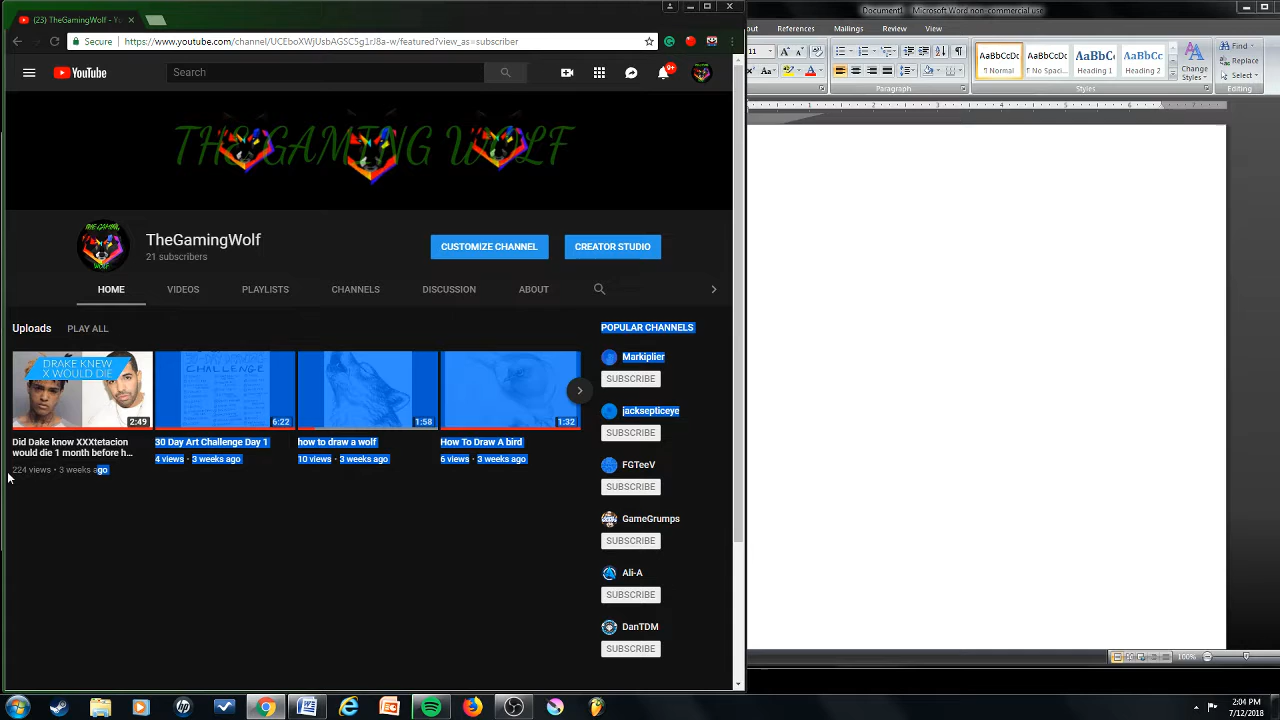 (23) TheGamingWolf - Yo
Document1 - Microsoft Word non-commercial use
Secure
https://www.youtube.com/channel/UCEboXWjUsbAGSC5g1rJ8a-w/featured?view_as=subscriber
References Mailings Review View
11
AaBbCcDc AaBbCcDc AaBbCc AaBbCc
¶ Normal ¶ No Spaci... Heading 1 Heading 2
Change Styles
Find
Replace
Select
Paragraph Styles Editing
YouTube
Search
9+
THE GAMING WOLF
THE GAMING
WOLF
TheGamingWolf
21 subscribers
CUSTOMIZE CHANNEL
CREATOR STUDIO
HOME VIDEOS PLAYLISTS CHANNELS DISCUSSION ABOUT
Uploads PLAY ALL
DRAKE KNEW
X WOULD DIE
2:49
CHALLENGE
6:22
1:58
1:32
Did Dake know XXXtetacion
would die 1 month before h...
224 views • 3 weeks ago
30 Day Art Challenge Day 1
4 views • 3 weeks ago
how to draw a wolf
10 views • 3 weeks ago
How To Draw A bird
6 views • 3 weeks ago
POPULAR CHANNELS
Markiplier
SUBSCRIBE
jacksepticeye
SUBSCRIBE
FGTeeV
SUBSCRIBE
GameGrumps
SUBSCRIBE
Ali-A
SUBSCRIBE
DanTDM
SUBSCRIBE
100%
2:04 PM
7/12/2018